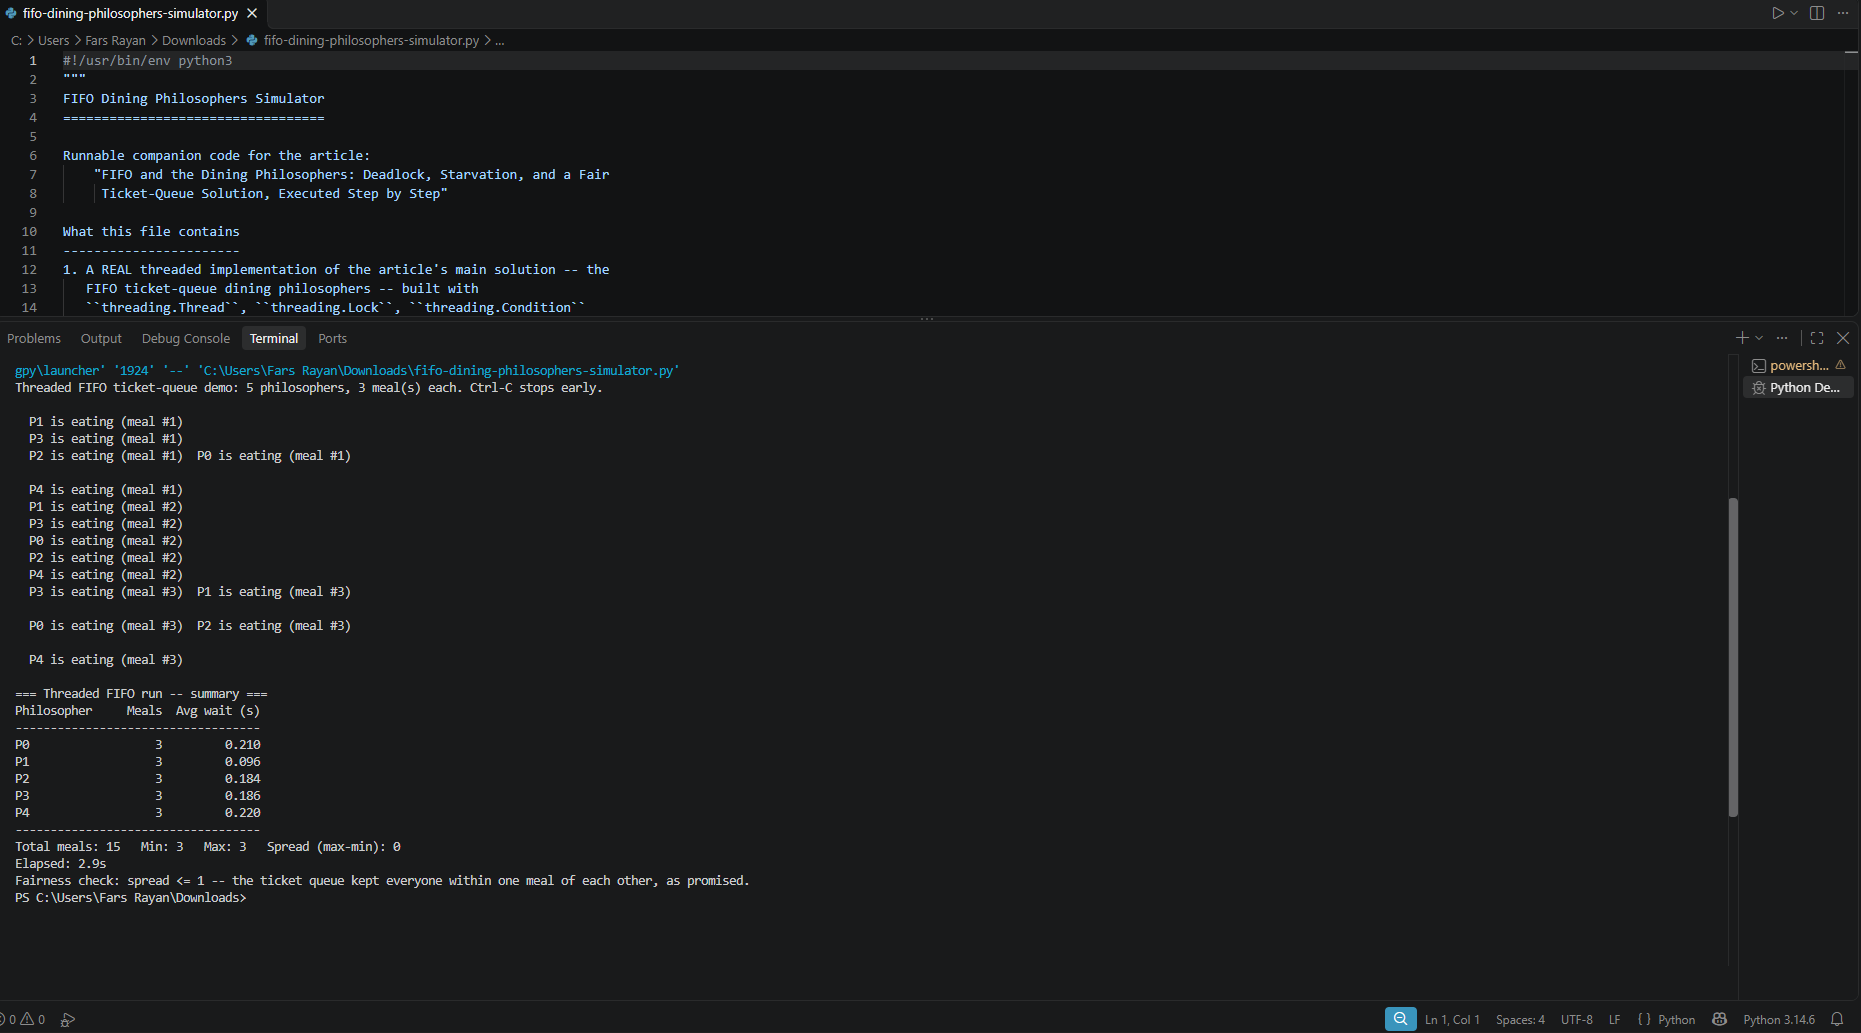 fifo-dining-philosophers-simulator.py
C: > Users > Fars Rayan > Downloads > fifo-dining-philosophers-simulator.py > ...
1 #!/usr/bin/env python3
2 """
3 FIFO Dining Philosophers Simulator
4 ==================================
5
6 Runnable companion code for the article:
7 "FIFO and the Dining Philosophers: Deadlock, Starvation, and a Fair
8 Ticket-Queue Solution, Executed Step by Step"
9
10 What this file contains
11 -----------------------
12 1. A REAL threaded implementation of the article's main solution -- the
13 FIFO ticket-queue dining philosophers -- built with
14 ``threading.Thread``, ``threading.Lock``, ``threading.Condition``
Problems Output Debug Console Terminal Ports
powersh...
Python De...
gpy\launcher' '1924' '--' 'C:\Users\Fars Rayan\Downloads\fifo-dining-philosophers-simulator.py'
Threaded FIFO ticket-queue demo: 5 philosophers, 3 meal(s) each. Ctrl-C stops early.
P1 is eating (meal #1)
P3 is eating (meal #1)
P2 is eating (meal #1)  P0 is eating (meal #1)
P4 is eating (meal #1)
P1 is eating (meal #2)
P3 is eating (meal #2)
P0 is eating (meal #2)
P2 is eating (meal #2)
P4 is eating (meal #2)
P3 is eating (meal #3)  P1 is eating (meal #3)
P0 is eating (meal #3)  P2 is eating (meal #3)
P4 is eating (meal #3)
=== Threaded FIFO run -- summary ===
Philosopher     Meals  Avg wait (s)
-----------------------------------
P0                  3         0.210
P1                  3         0.096
P2                  3         0.184
P3                  3         0.186
P4                  3         0.220
-----------------------------------
Total meals: 15   Min: 3   Max: 3   Spread (max-min): 0
Elapsed: 2.9s
Fairness check: spread <= 1 -- the ticket queue kept everyone within one meal of each other, as promised.
PS C:\Users\Fars Rayan\Downloads>
0 0 Ln 1, Col 1 Spaces: 4 UTF-8 LF { } Python Python 3.14.6